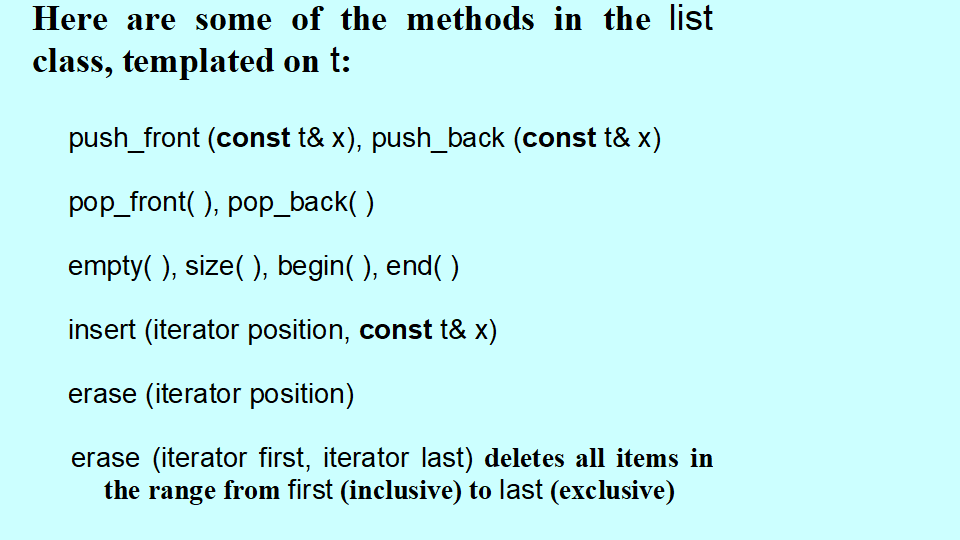 Here are some of the methods in the list
class, templated on t:
push_front (const t& x), push_back (const t& x)
pop_front( ), pop_back( )
empty( ), size( ), begin( ), end( )
insert (iterator position, const t& x)
erase (iterator position)
erase (iterator first, iterator last) deletes all items in
the range from first (inclusive) to last (exclusive)